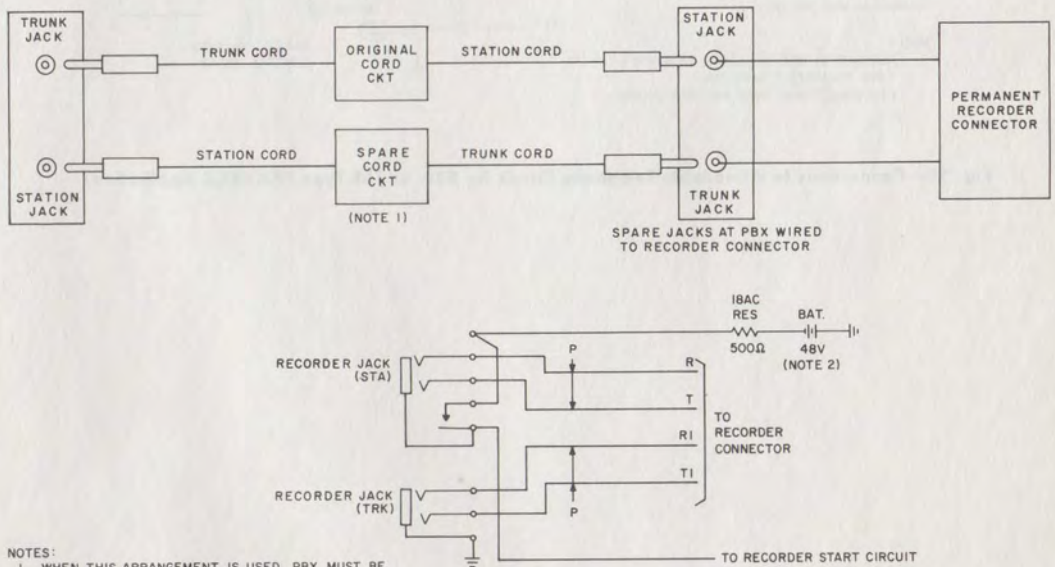 TRUNK
JACK
TRUNK CORD
ORIGINAL
CORD
CKT
STATION CORD
STATION
JACK
PERMANENT
RECORDER
CONNECTOR
STATION CORD
SPARE
CORD
CKT
TRUNK CORD
STATION
JACK
(NOTE 1)
TRUNK
JACK
SPARE JACKS AT PBX WIRED
TO RECORDER CONNECTOR
18AC
RES
500Ω
BAT.
48V
(NOTE 2)
RECORDER JACK
(STA)
P
R
T
R1
T1
TO
RECORDER
CONNECTOR
RECORDER JACK
(TRK)
P
TO RECORDER START CIRCUIT
NOTES:
1. WHEN THIS ARRANGEMENT IS USED, PBX MUST BE